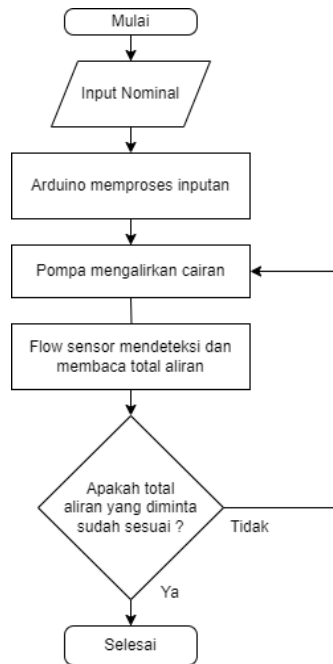 Mulai
Input Nominal
Arduino memproses inputan
Pompa mengalirkan cairan
Flow sensor mendeteksi dan
membaca total aliran
Apakah total
aliran yang diminta
sudah sesuai ?
Tidak
Ya
Selesai